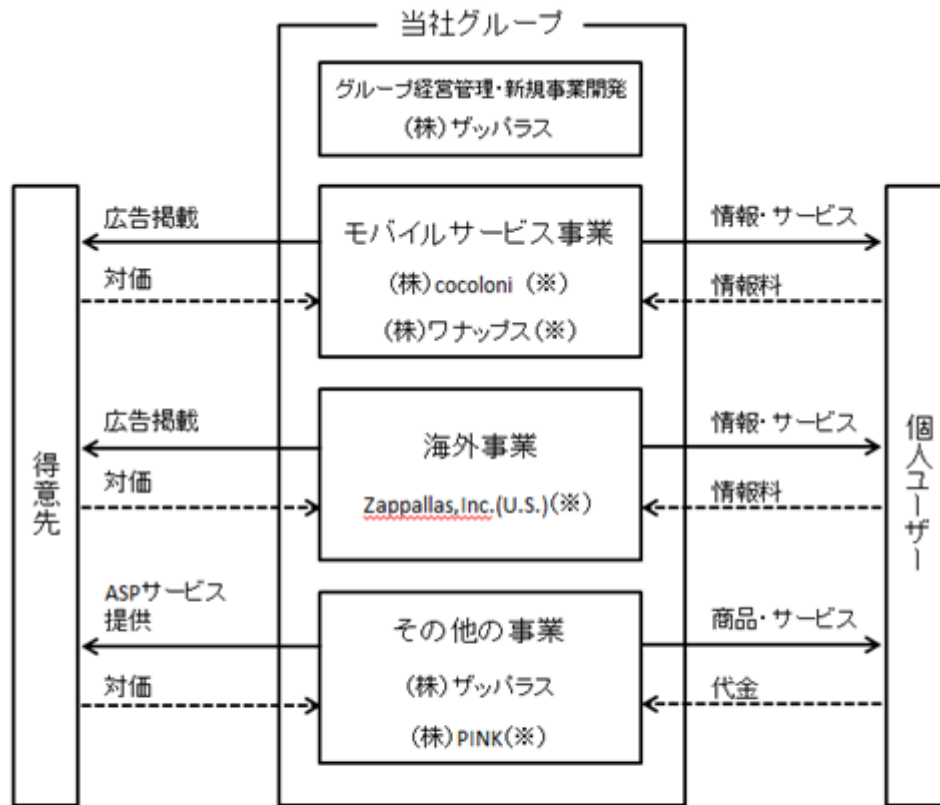 当社グループ
グループ経営管理・新規事業開発
(株)ザッパラス
得意先
広告掲載
対価
モバイルサービス事業
(株)cocoloni (※)
(株)ワナップス(※)
情報・サービス
情報料
広告掲載
対価
海外事業
Zappallas,Inc.(U.S.)(※)
情報・サービス
情報料
ASPサービス
提供
対価
その他の事業
(株)ザッパラス
(株)PINK(※)
商品・サービス
代金
個人ユーザー